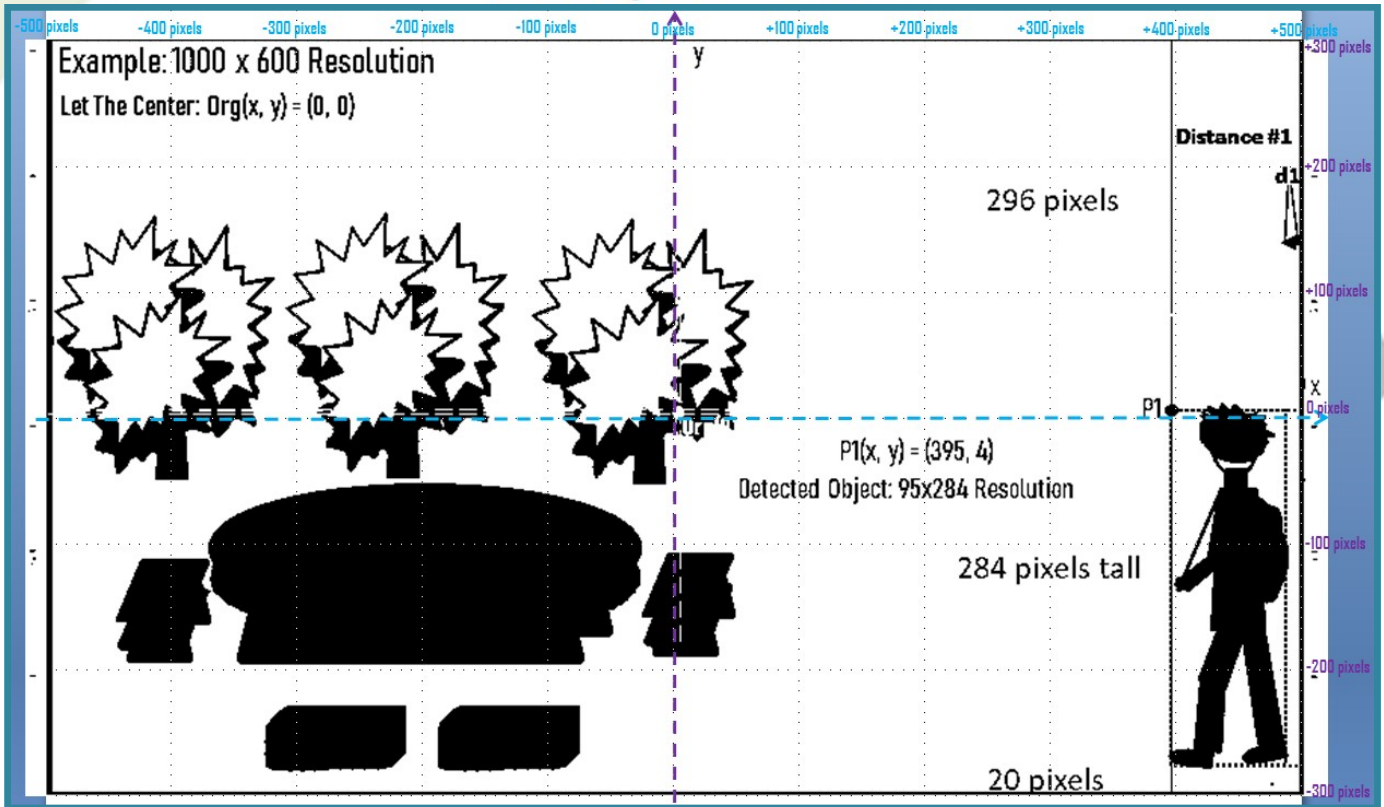 -500 pixels
-400 pixels
-300 pixels
-200 pixels
-100 pixels
0 pixels
+100 pixels
+200 pixels
+300 pixels
+400 pixels
+500 pixels
+300 pixels
y
Example: 1000 x 600 Resolution
Let The Center: Org(x, y) = (0, 0)
Distance #1
+200 pixels
d1
296 pixels
+100 pixels
x
0 pixels
P1
P1(x, y) = (395, 4)
Detected Object: 95x284 Resolution
-100 pixels
284 pixels tall
-200 pixels
20 pixels
-300 pixels